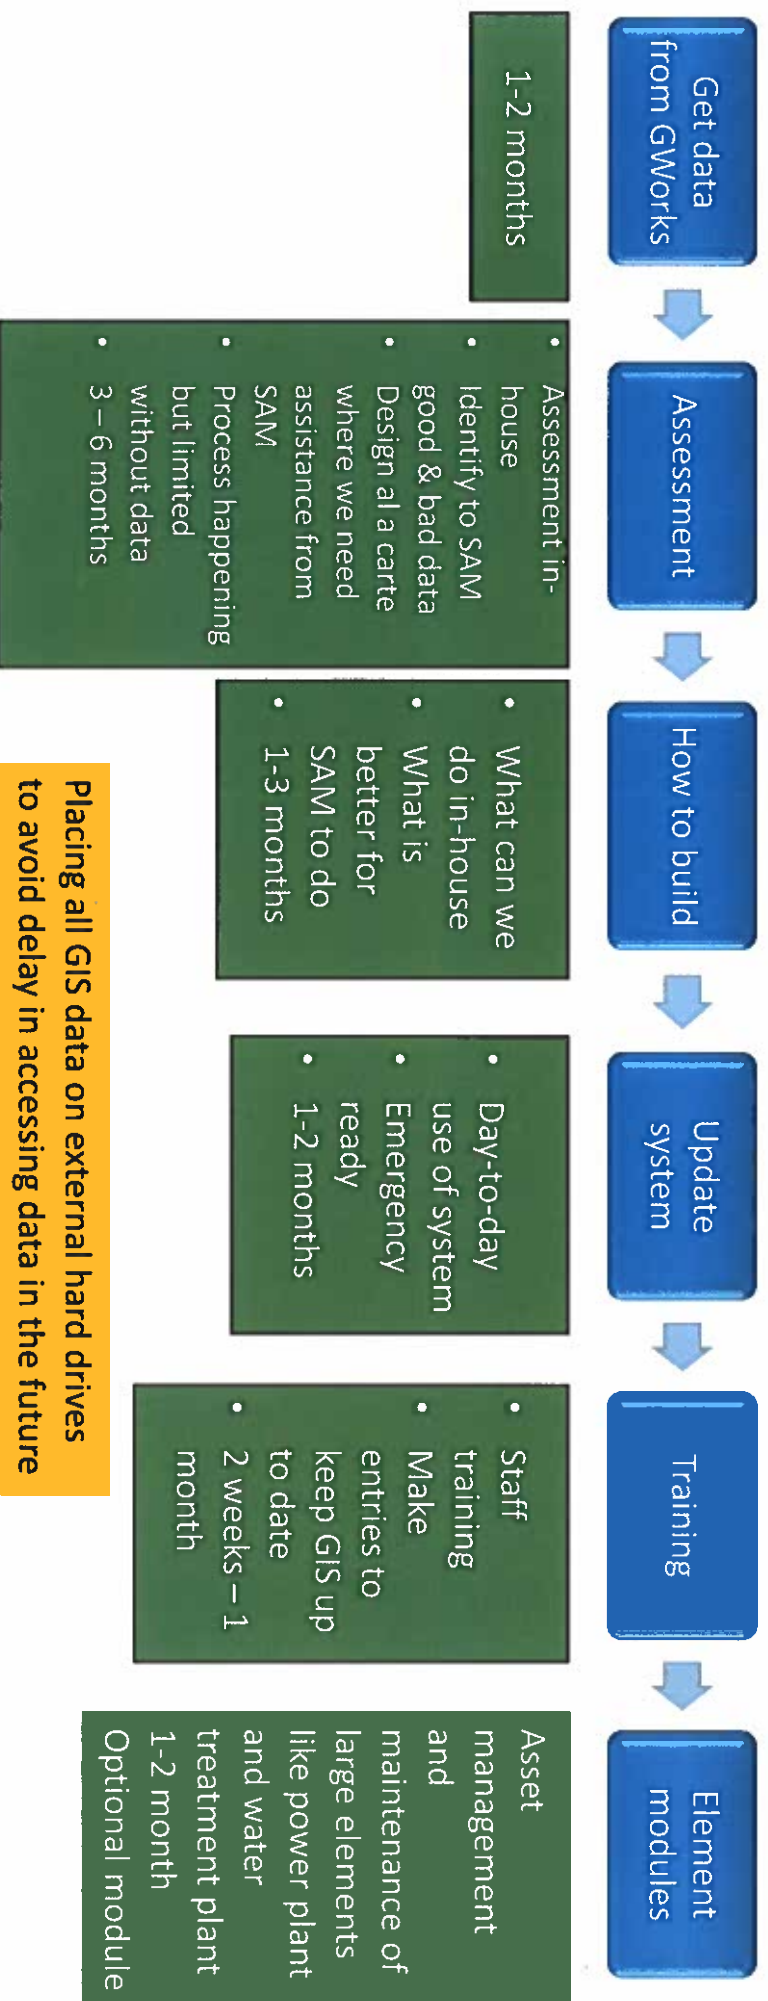 Get data
from GWorks
Assessment
How to build
Update
system
Training
Element
modules
1-2 months
• Assessment in-
house
• Identify to SAM
good & bad data
• Design al a carte
where we need
assistance from
SAM
• Process happening
but limited
without data
• 3 – 6 months
• What can we
do in-house
• What is
better for
SAM to do
• 1-3 months
• Day-to-day
use of system
• Emergency
ready
• 1-2 months
• Staff
training
• Make
entries to
keep GIS up
to date
• 2 weeks – 1
month
Asset
management
and
maintenance of
large elements
like power plant
and water
treatment plant
1-2 month
Optional module
Placing all GIS data on external hard drives
to avoid delay in accessing data in the future